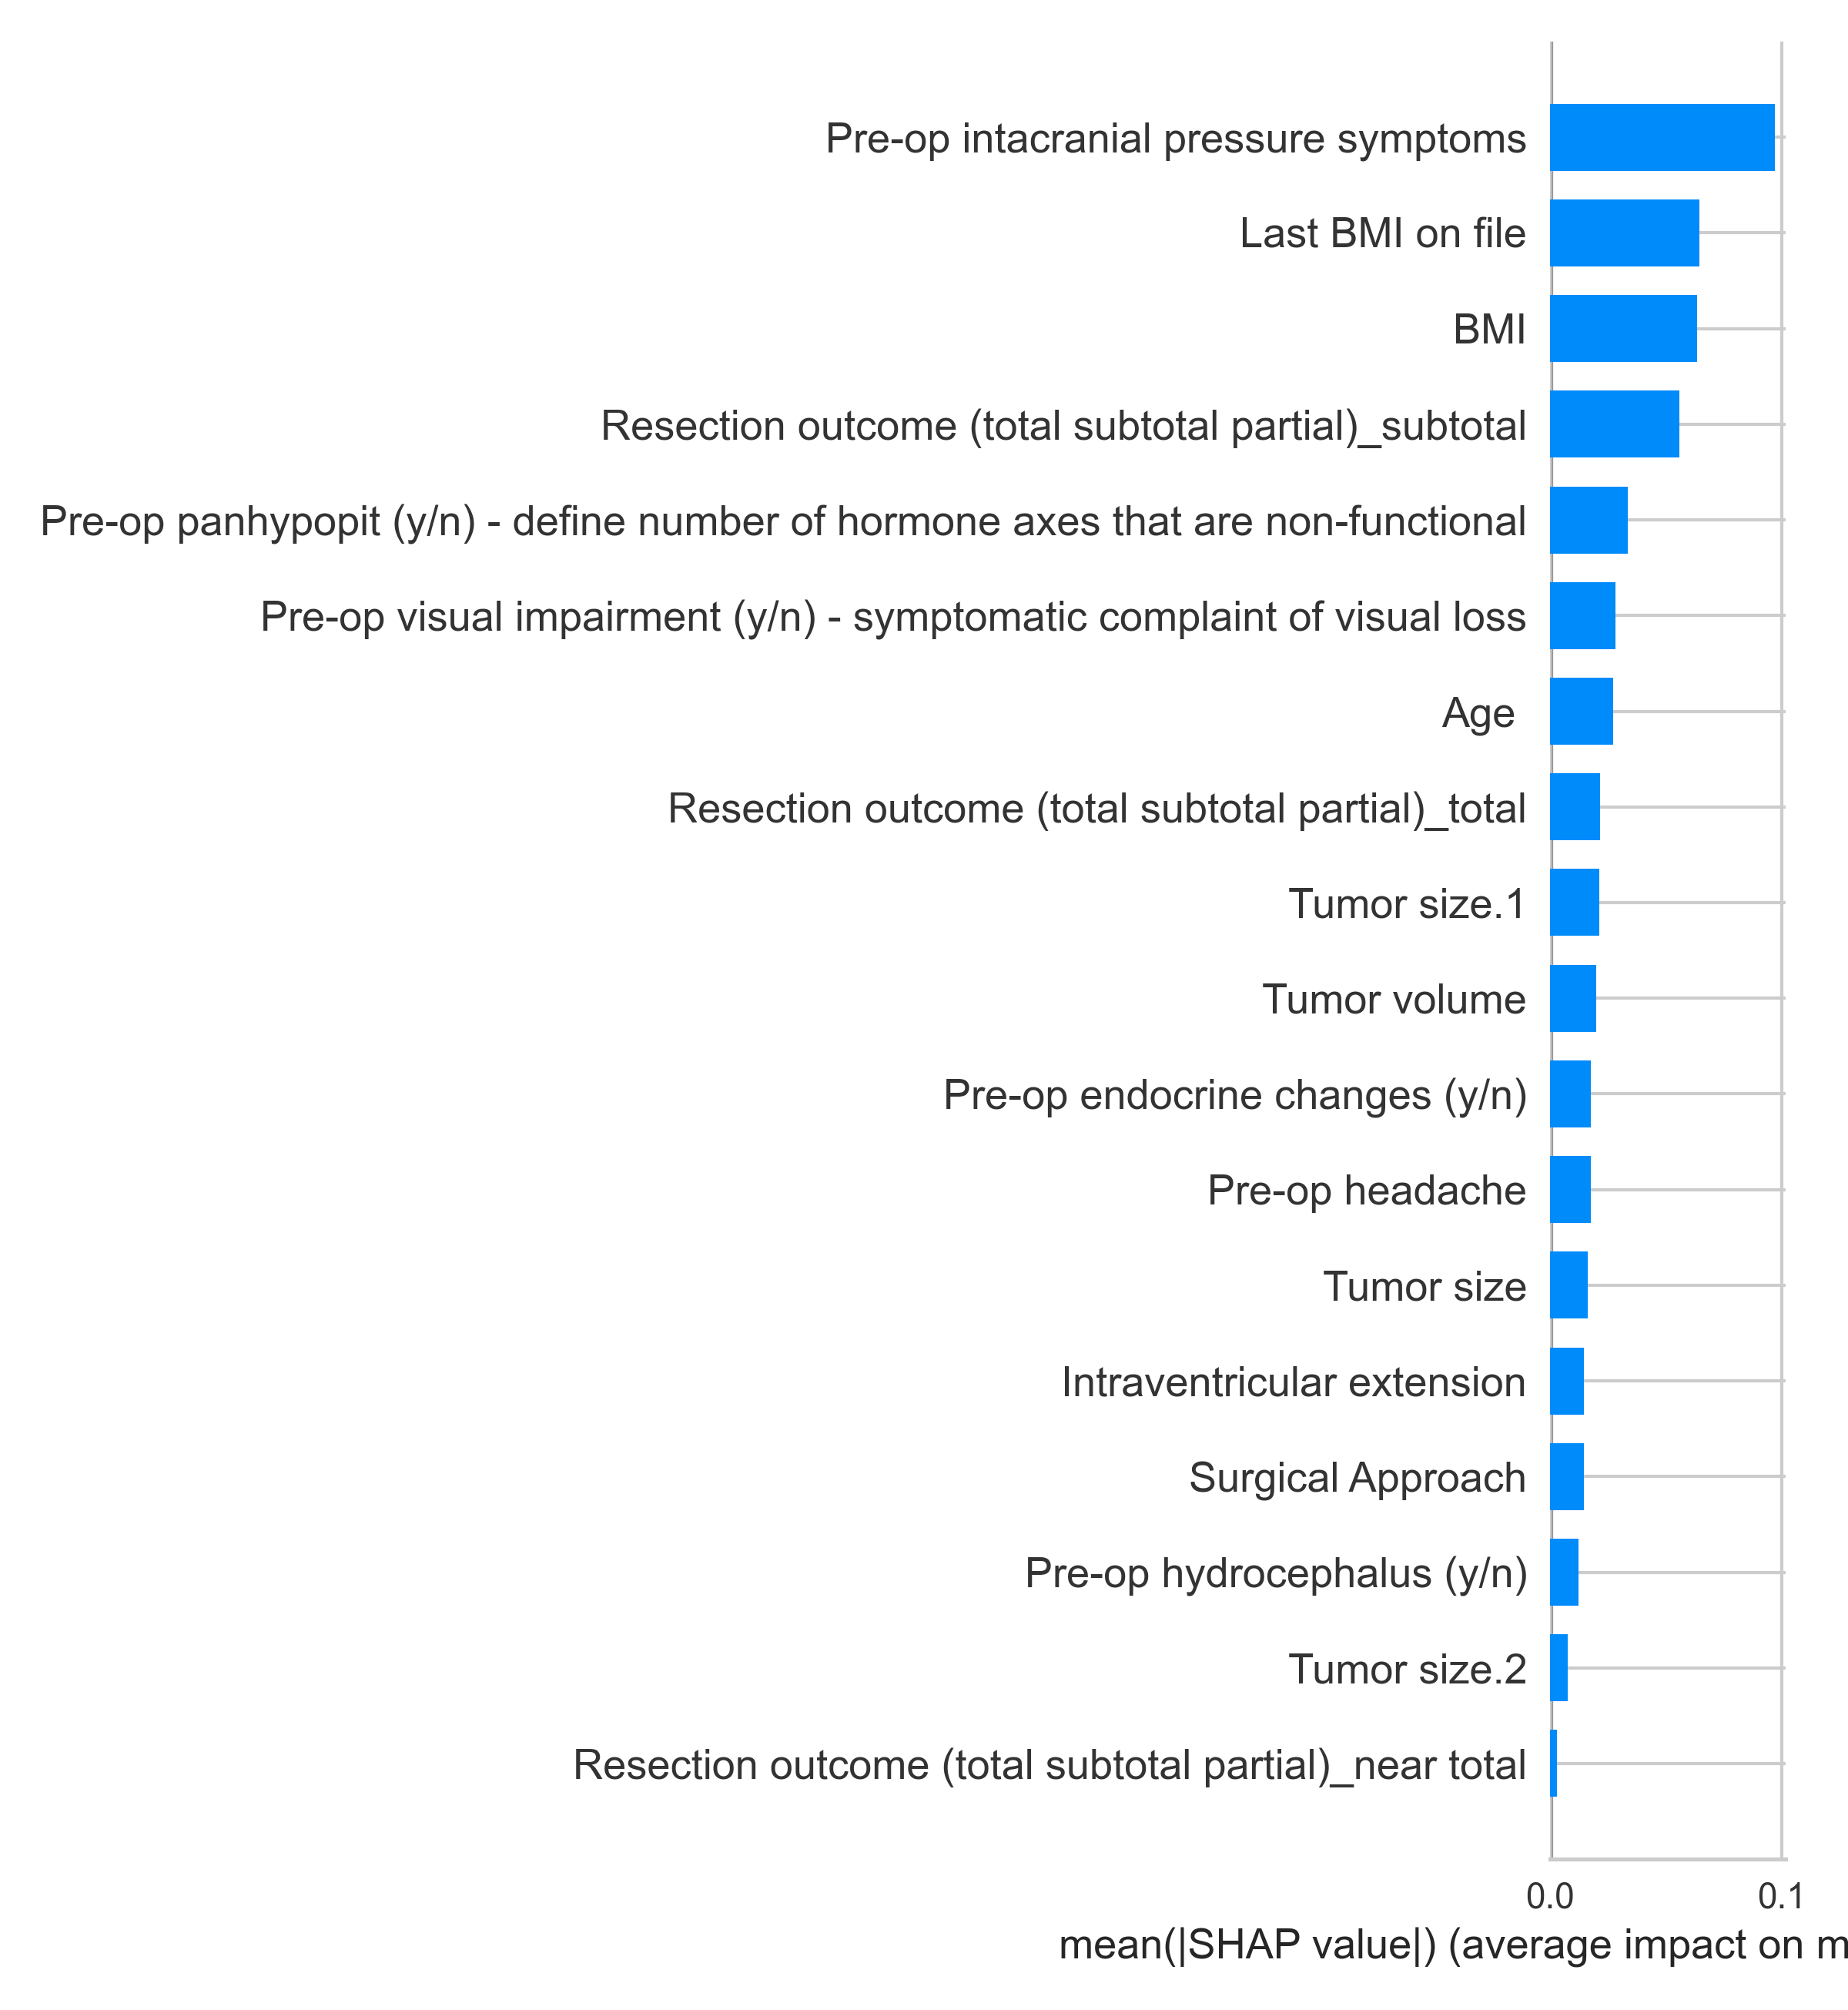 Pre-op intacranial pressure symptoms
Last BMI on file
BMI
Resection outcome (total subtotal partial)_subtotal
Pre-op panhypopit (y/n) - define number of hormone axes that are non-functional
Pre-op visual impairment (y/n) - symptomatic complaint of visual loss
Age
Resection outcome (total subtotal partial)_total
Tumor size.1
Tumor volume
Pre-op endocrine changes (y/n)
Pre-op headache
Tumor size
Intraventricular extension
Surgical Approach
Pre-op hydrocephalus (y/n)
Tumor size.2
Resection outcome (total subtotal partial)_near total
0.0 0.1
mean(|SHAP value|) (average impact on m